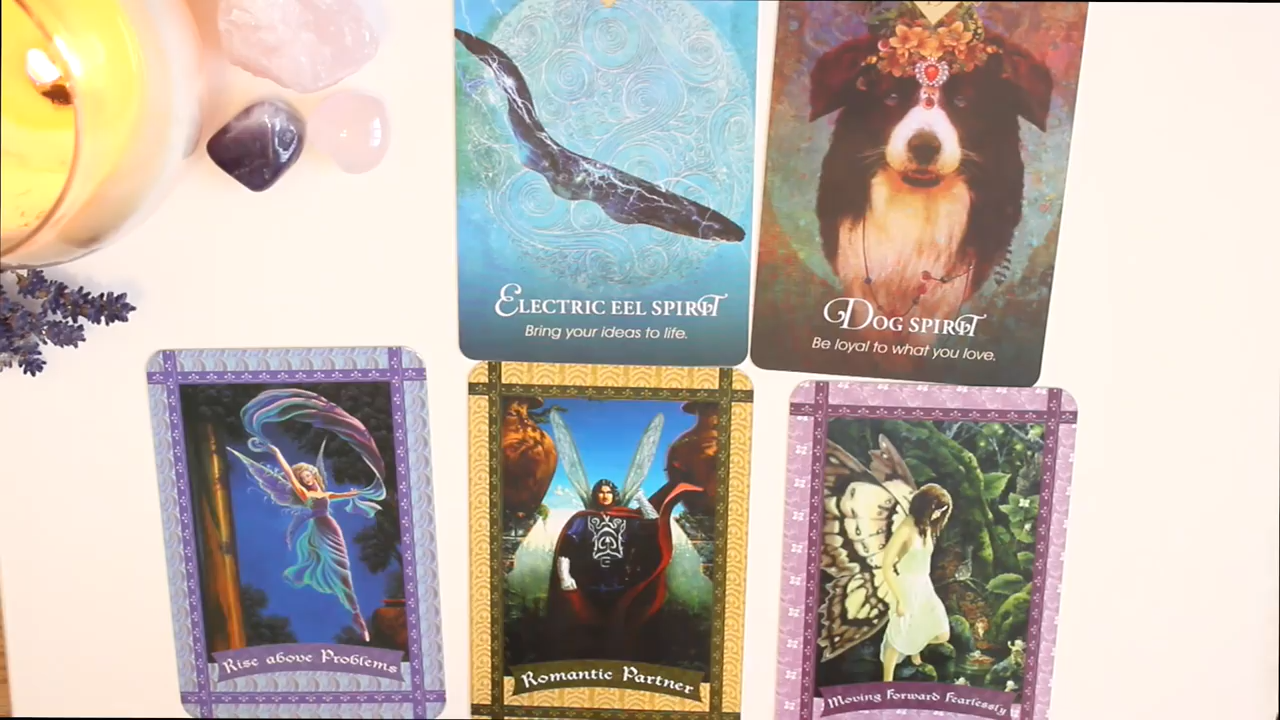 Electric Eel Spirit
Bring your ideas to life.
Dog Spirit
Be loyal to what you love.
Rise above Problems
Romantic Partner
Moving Forward Fearlessly